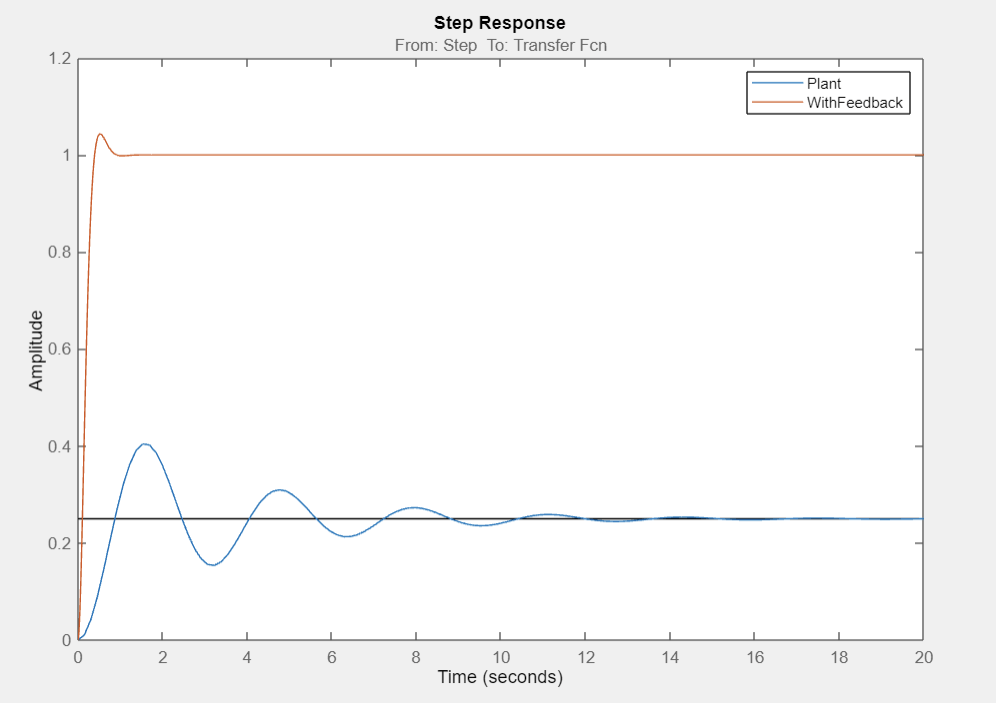 Step Response
From: Step To: Transfer Fcn
Plant
WithFeedback
1.2
1
0.8
0.6
0.4
0.2
0
Amplitude
0 2 4 6 8 10 12 14 16 18 20
Time (seconds)